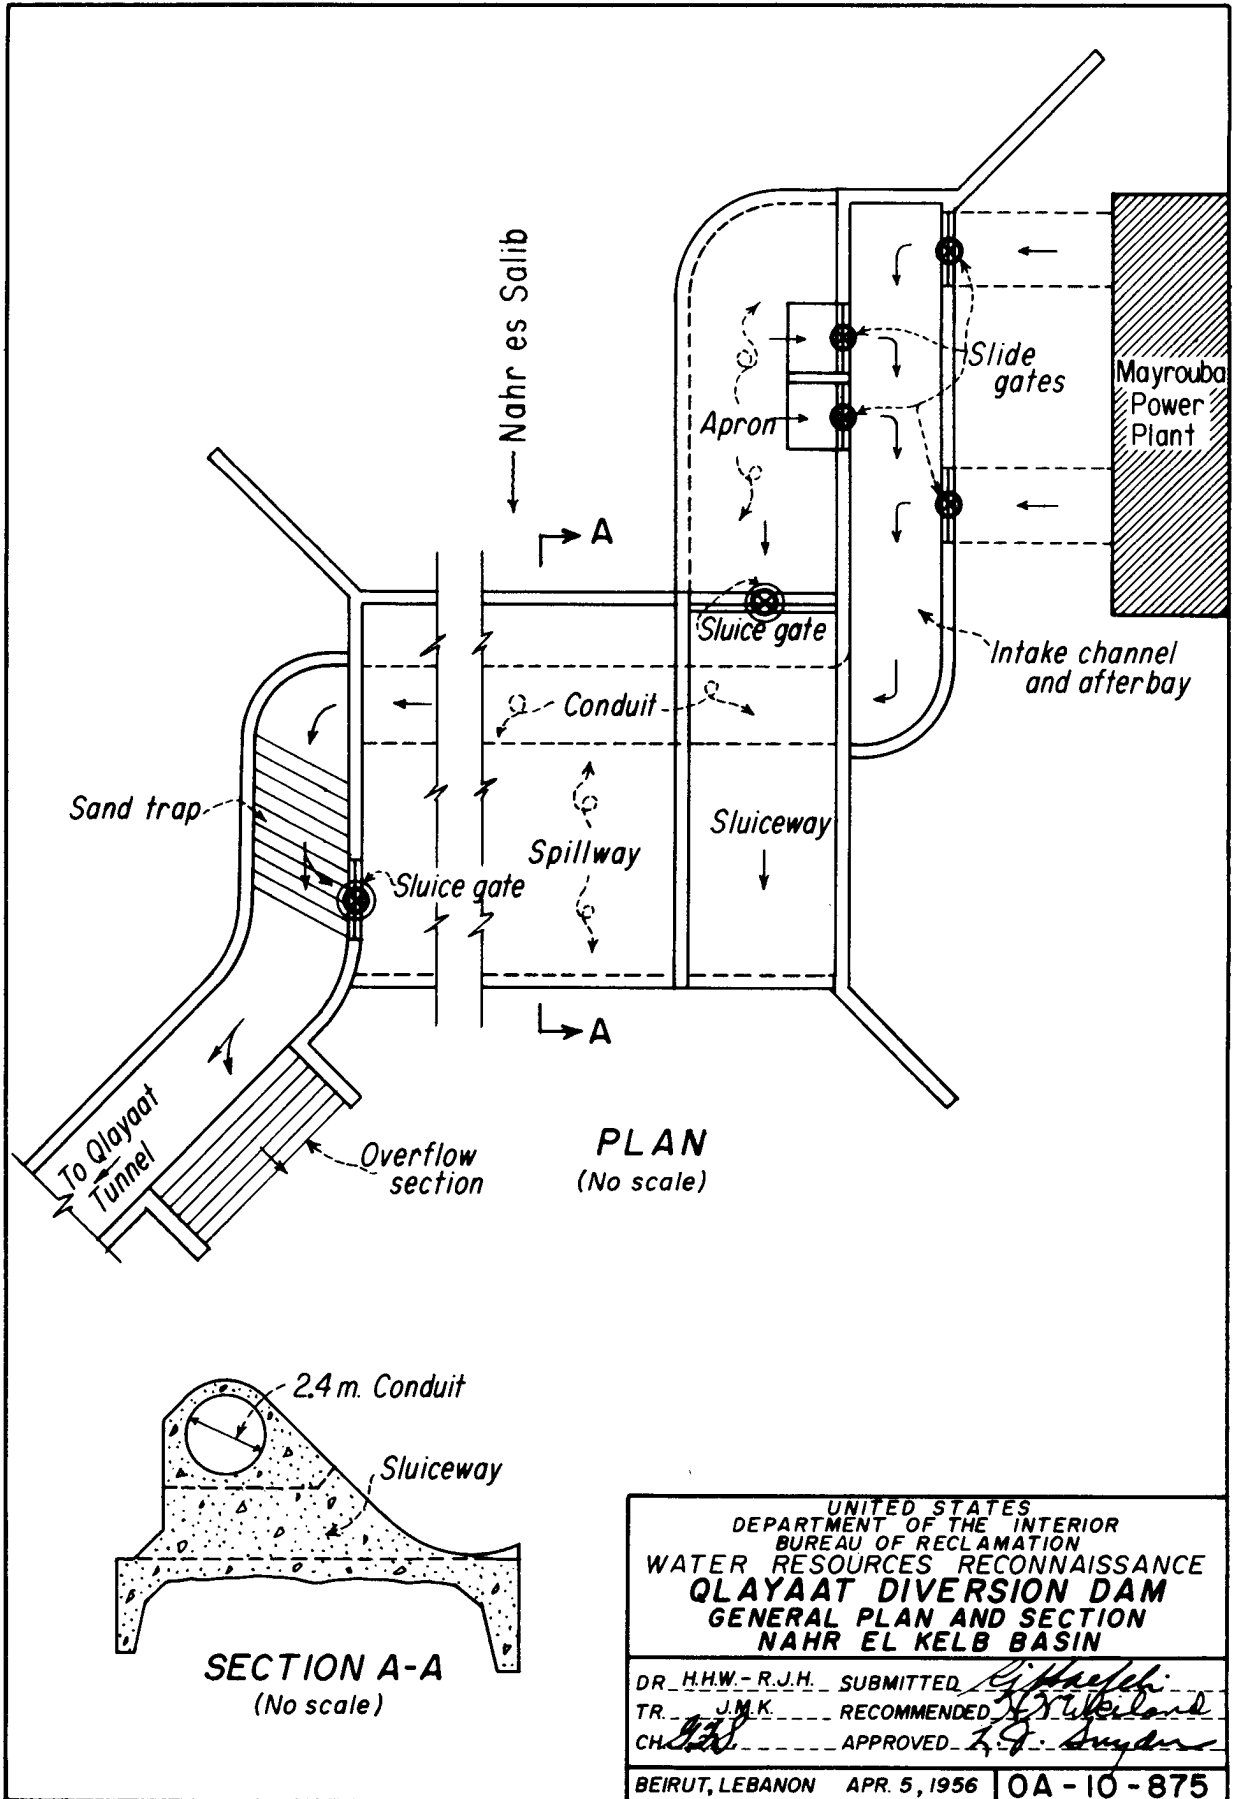 Nahr es Salib
Slide
gates
Mayrouba
Power
Plant
Apron
A
Sluice gate
Intake channel
and afterbay
Conduit
Sand trap
Sluiceway
Spillway
Sluice gate
A
To Qlayaat
Tunnel
Overflow
section
PLAN
(No scale)
2.4 m. Conduit
Sluiceway
SECTION A-A
(No scale)
UNITED STATES
DEPARTMENT OF THE INTERIOR
BUREAU OF RECLAMATION
WATER RESOURCES RECONNAISSANCE
QLAYAAT DIVERSION DAM
GENERAL PLAN AND SECTION
NAHR EL KELB BASIN
DR H.H.W.-R.J.H. SUBMITTED
TR. J.M.K. RECOMMENDED
CH. APPROVED
BEIRUT, LEBANON APR. 5, 1956 OA-10-875